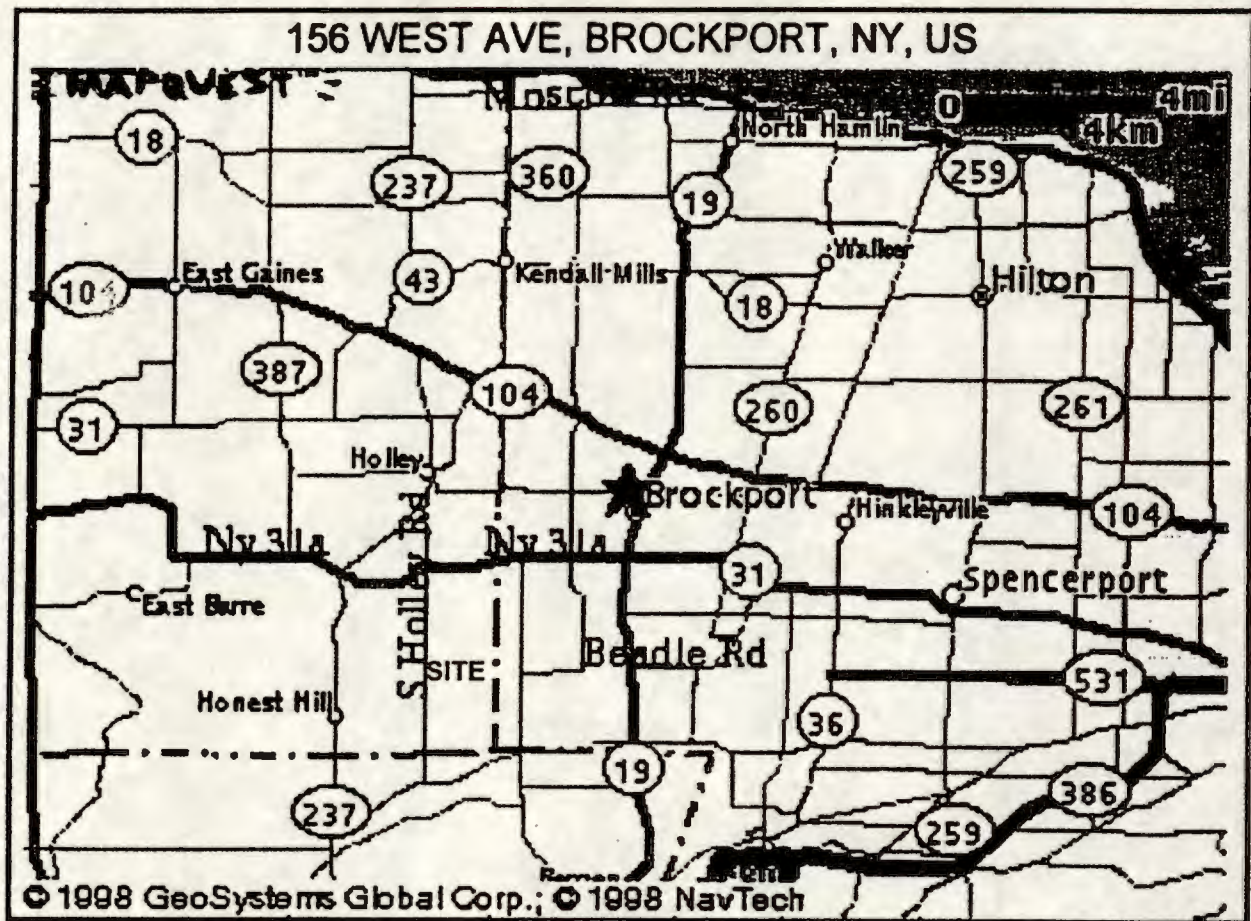 156 WEST AVE, BROCKPORT, NY, US
MAPQUEST
0 4mi
4km
North Hamlin
18
237
360
19
259
Walker
East Gaines
43
Kendall-Mills
104
18
Hilton
387
104
260
261
31
Holley
Brockport
Hinkleyville
104
Ny 31a
Ny 31a
31
Spencerport
East Barre
S Holley Rd
Beadle Rd
SITE
531
Honest Hill
36
19
237
386
259
© 1998 GeoSystems Global Corp.; © 1998 NavTech